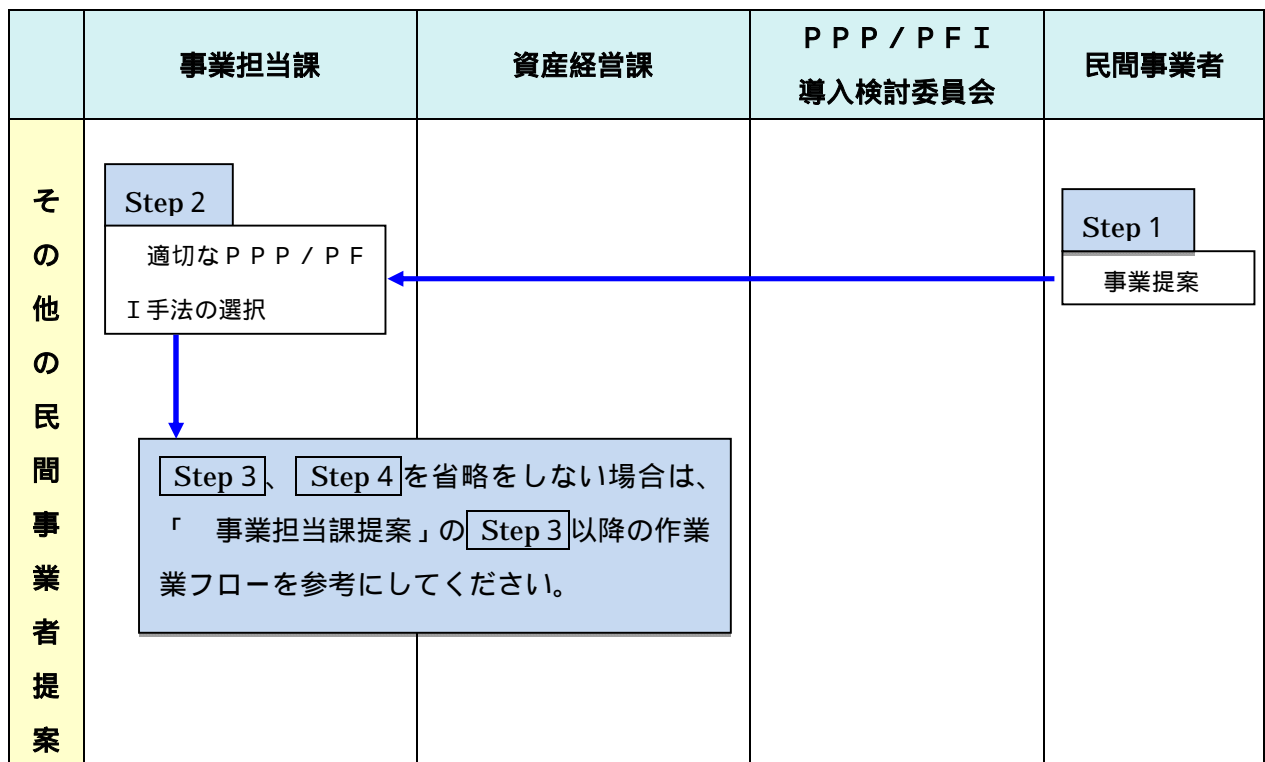 事業担当課
資産経営課
ＰＰＰ/ＰＦＩ
導入検討委員会
民間事業者
その他の民間事業者提案
Step 1
事業提案
Step 2
適切なＰＰＰ/ＰＦ
Ｉ手法の選択
Step 3、Step 4を省略をしない場合は、
「　事業担当課提案」のStep 3以降の作業
業フローを参考にしてください。